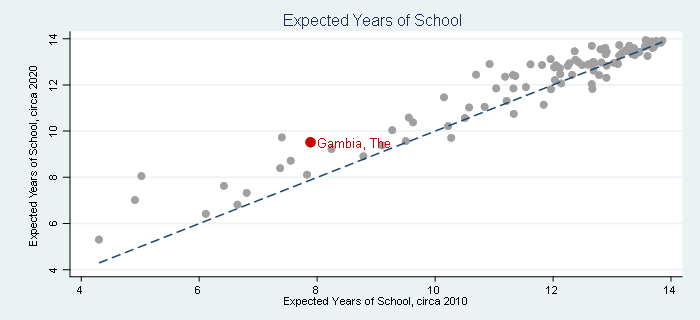 Expected Years of School
Expected Years of School, circa 2020
14
12
10
8
6
4
Gambia, The
4 6 8 10 12 14
Expected Years of School, circa 2010